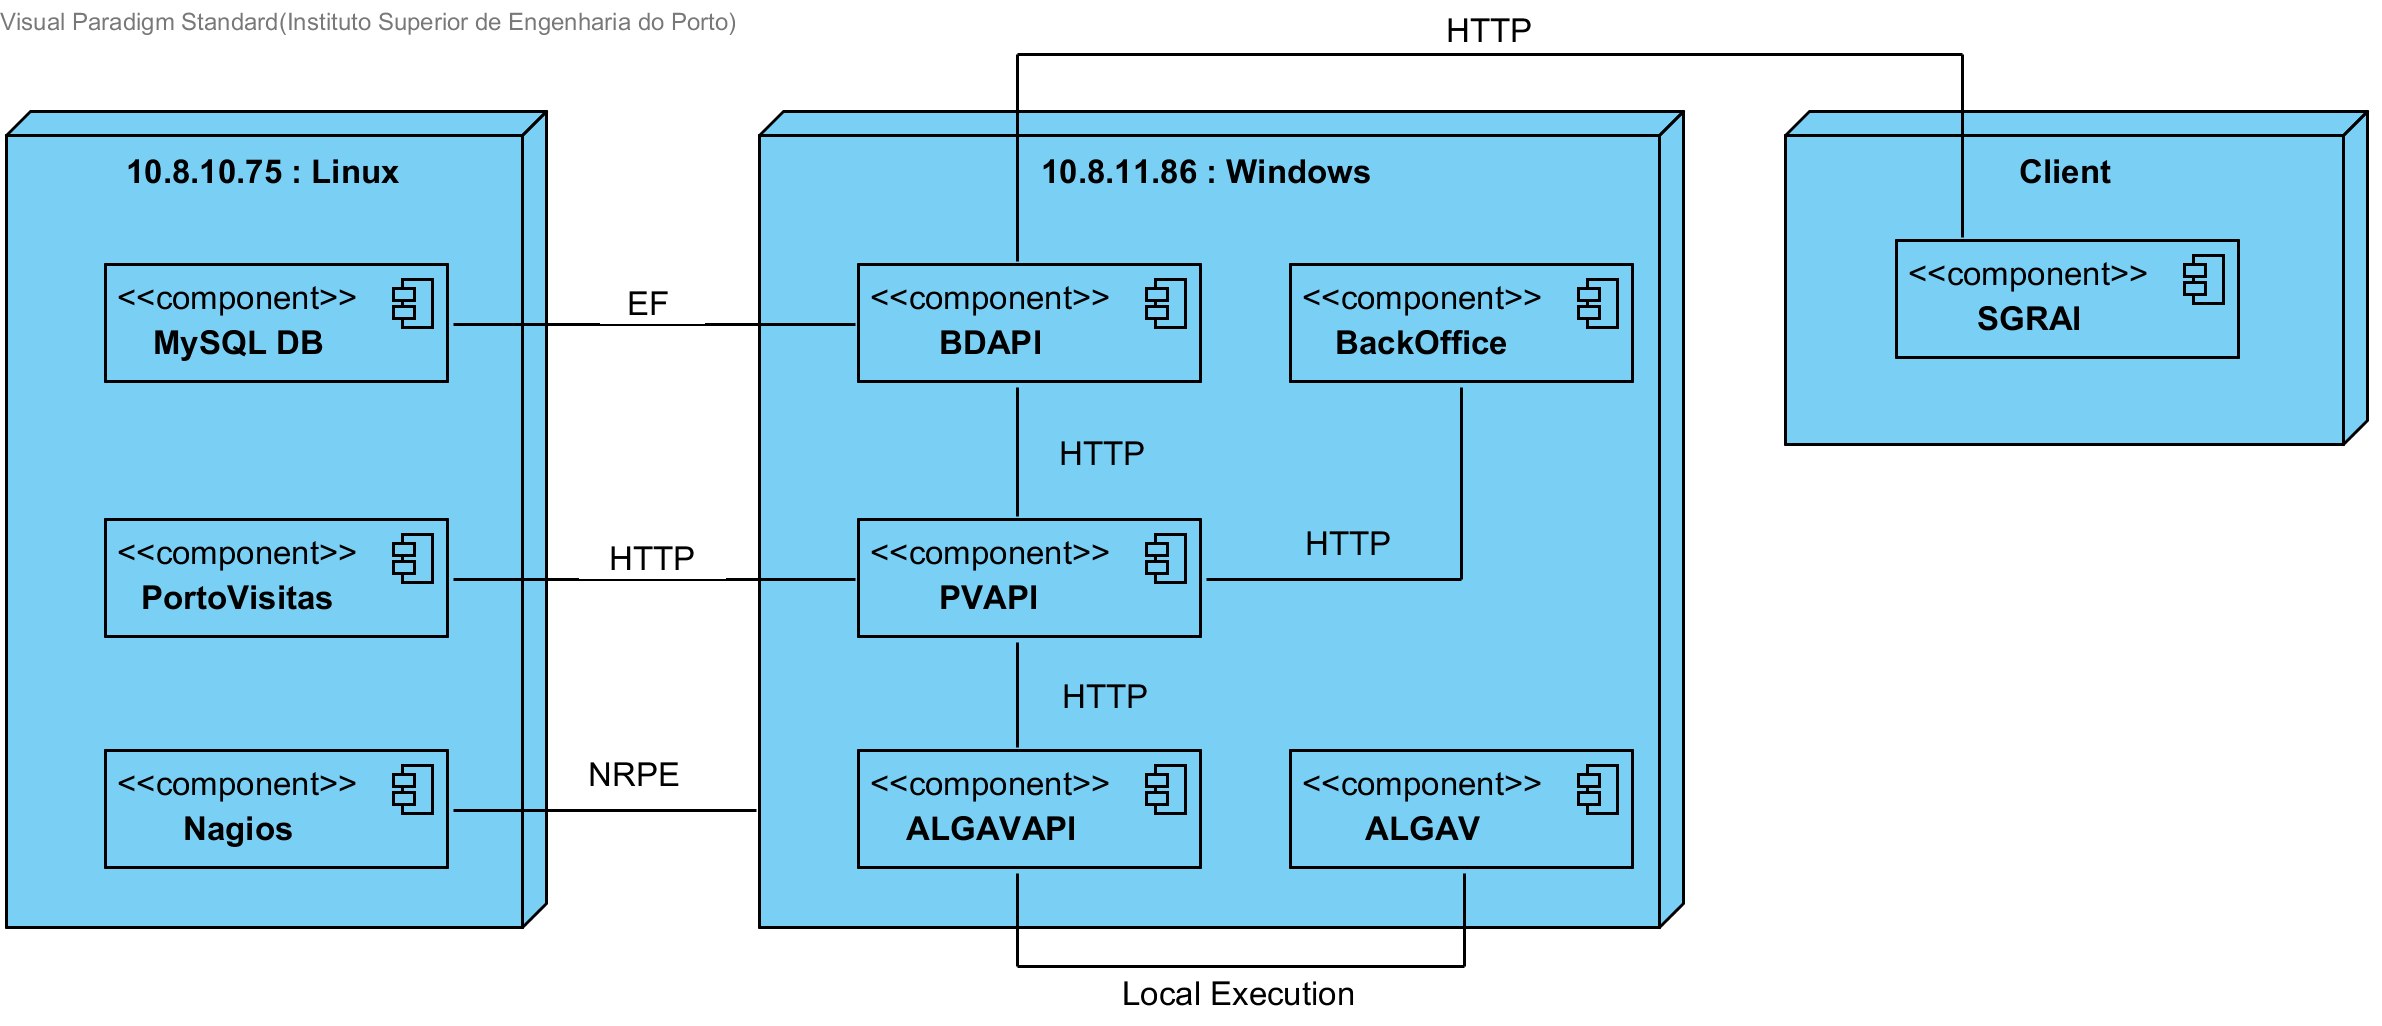 Visual Paradigm Standard(Instituto Superior de Engenharia do Porto)
HTTP
10.8.10.75 : Linux
<<component>>
MySQL DB
<<component>>
PortoVisitas
<<component>>
Nagios
EF
HTTP
NRPE
10.8.11.86 : Windows
<<component>>
BDAPI
<<component>>
BackOffice
HTTP
<<component>>
PVAPI
HTTP
HTTP
<<component>>
ALGAVAPI
<<component>>
ALGAV
Local Execution
Client
<<component>>
SGRAI